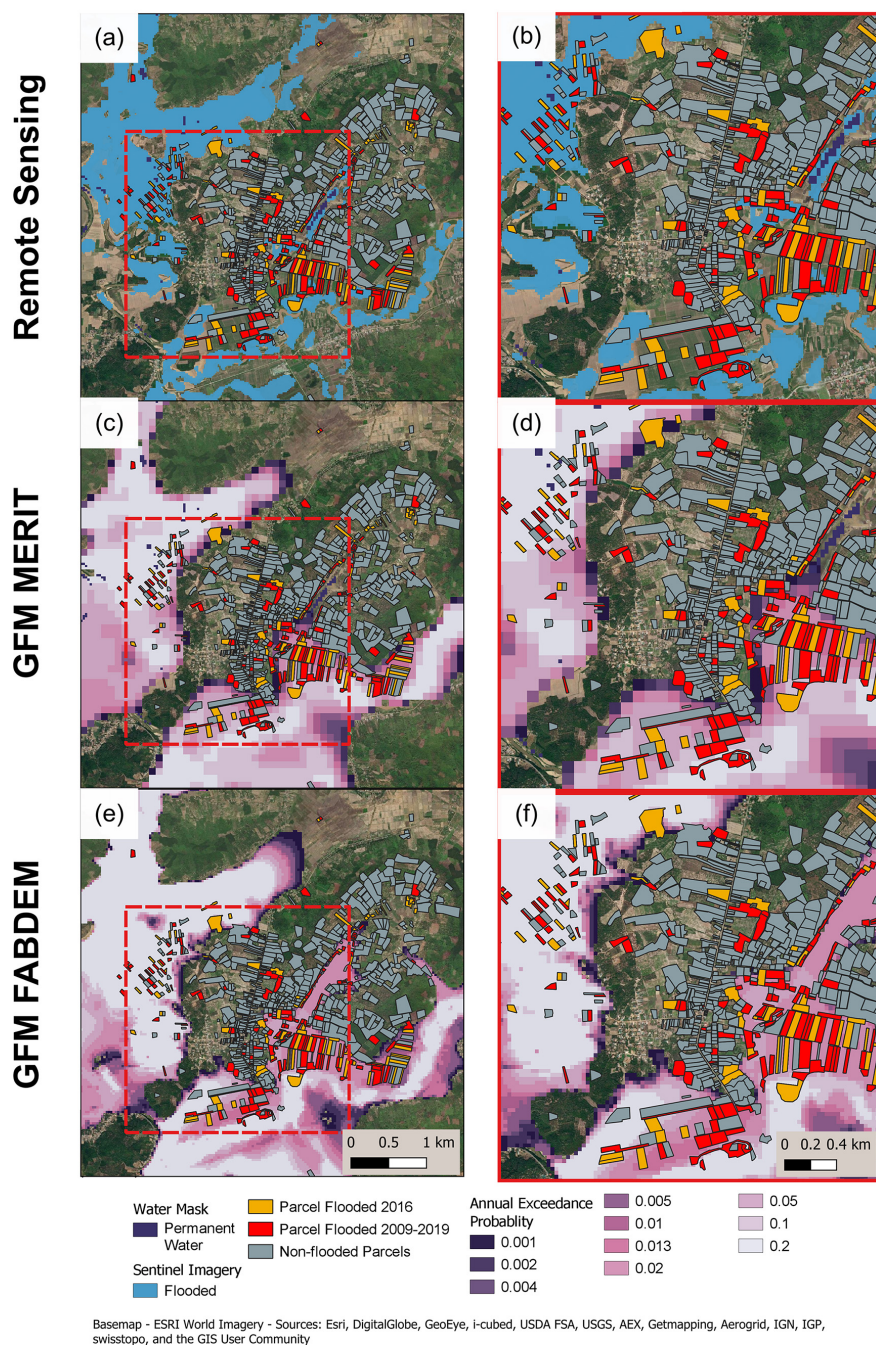 Remote Sensing
(a)
(b)
GFM MERIT
(c)
(d)
GFM FABDEM
(e)
(f)
0 0.5 1 km
0 0.2 0.4 km
Water Mask
Permanent
Water
Sentinel Imagery
Flooded
Parcel Flooded 2016
Parcel Flooded 2009-2019
Non-flooded Parcels
Annual Exceedance
Probablity
0.001
0.002
0.004
0.005
0.01
0.013
0.02
0.05
0.1
0.2
Basemap - ESRI World Imagery - Sources: Esri, DigitalGlobe, GeoEye, i-cubed, USDA FSA, USGS, AEX, Getmapping, Aerogrid, IGN, IGP,
swisstopo, and the GIS User Community